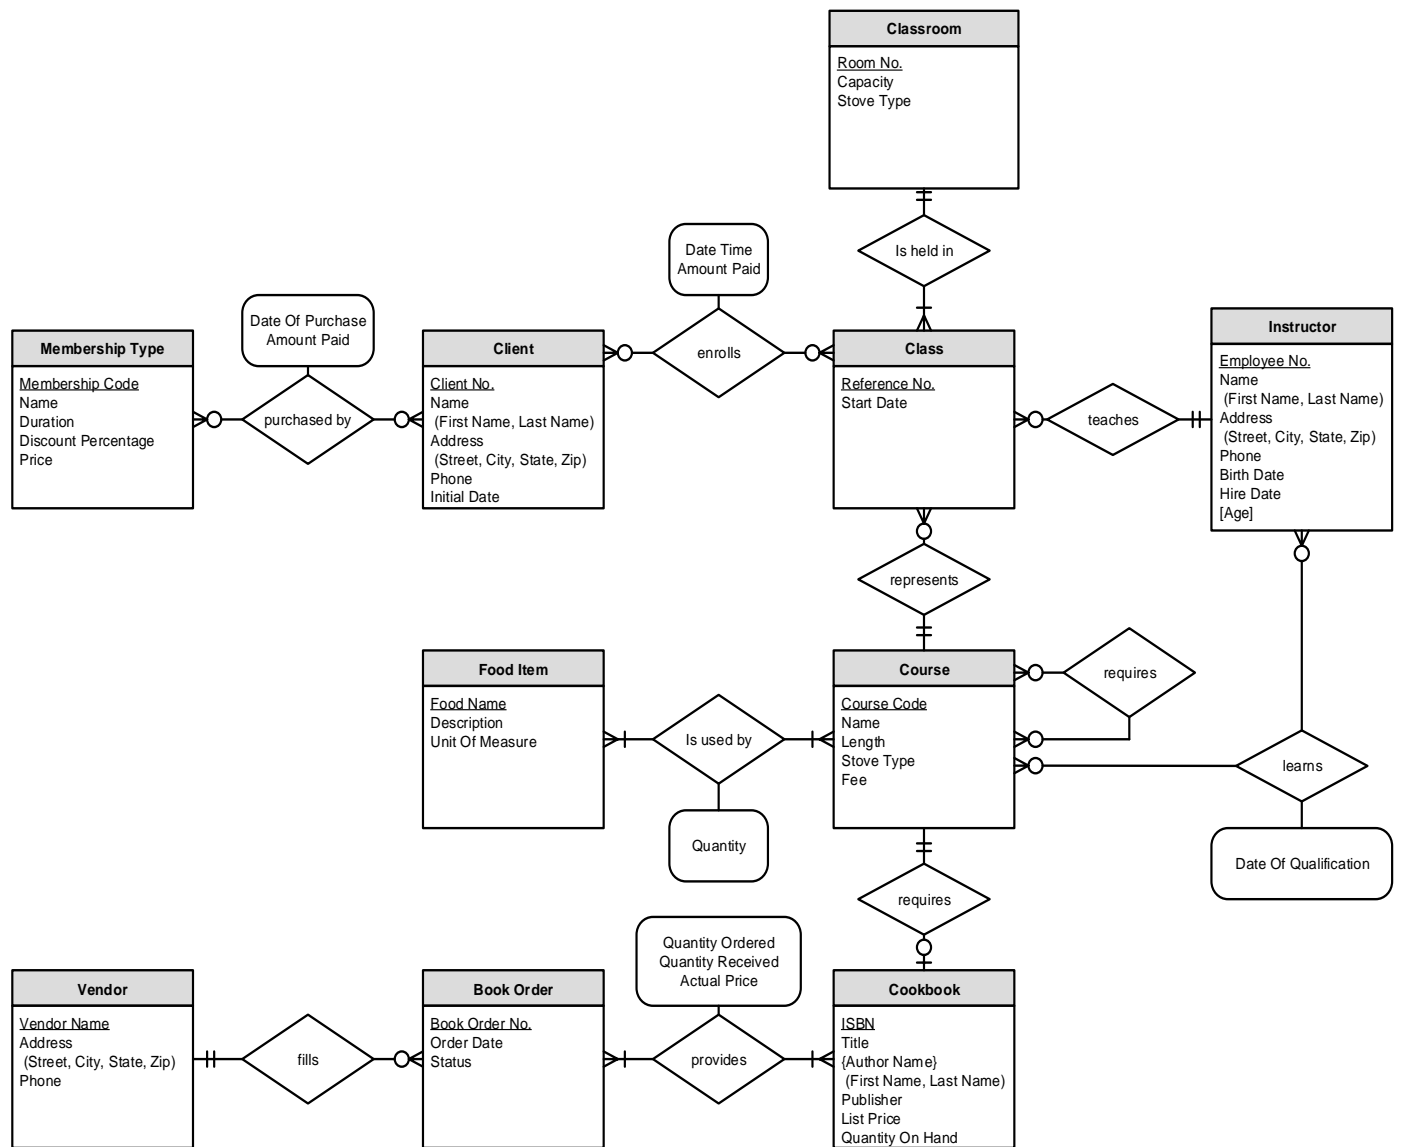 Classroom
Room No.
Capacity
Stove Type
Is held in
Date Time
Amount Paid
enrolls
Date Of Purchase
Amount Paid
purchased by
Membership Type
Membership Code
Name
Duration
Discount Percentage
Price
Client
Client No.
Name
(First Name, Last Name)
Address
(Street, City, State, Zip)
Phone
Initial Date
Class
Reference No.
Start Date
teaches
Instructor
Employee No.
Name
(First Name, Last Name)
Address
(Street, City, State, Zip)
Phone
Birth Date
Hire Date
[Age]
represents
Food Item
Food Name
Description
Unit Of Measure
Is used by
Quantity
Course
Course Code
Name
Length
Stove Type
Fee
requires
learns
Date Of Qualification
requires
Vendor
Vendor Name
Address
(Street, City, State, Zip)
Phone
fills
Book Order
Book Order No.
Order Date
Status
Quantity Ordered
Quantity Received
Actual Price
provides
Cookbook
ISBN
Title
{Author Name}
(First Name, Last Name)
Publisher
List Price
Quantity On Hand